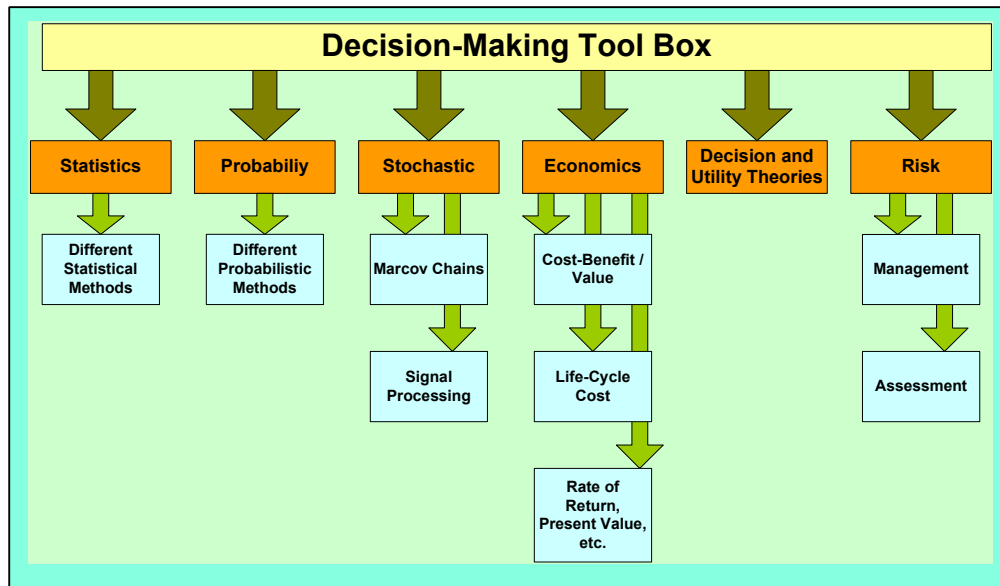 Decision-Making Tool Box
Statistics
Probabiliy
Stochastic
Economics
Decision and
Utility Theories
Risk
Different
Statistical
Methods
Different
Probabilistic
Methods
Marcov Chains
Cost-Benefit /
Value
Management
Signal
Processing
Life-Cycle
Cost
Assessment
Rate of
Return,
Present Value,
etc.